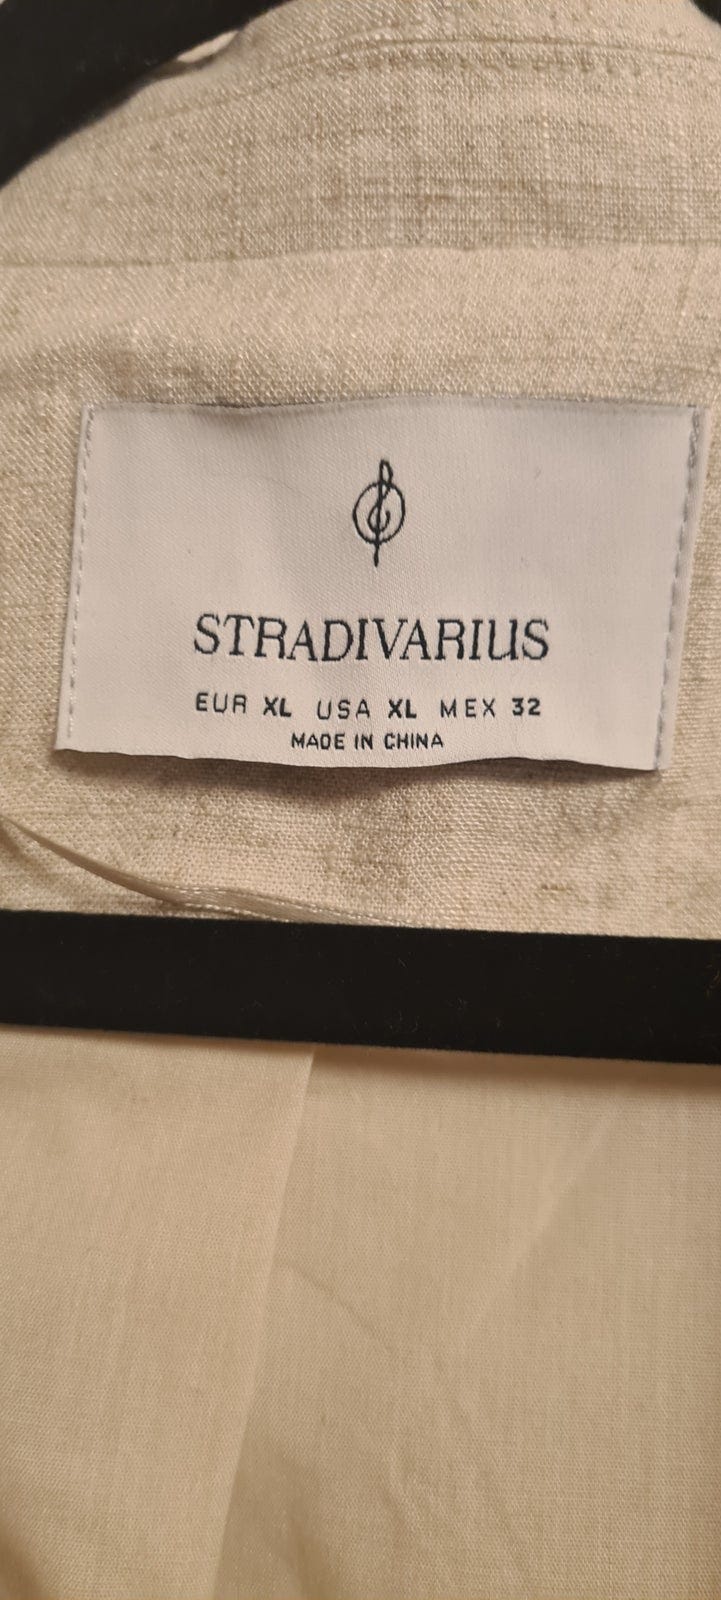 STRADIVARIUS
EUR XL USA XL MEX 32
MADE IN CHINA